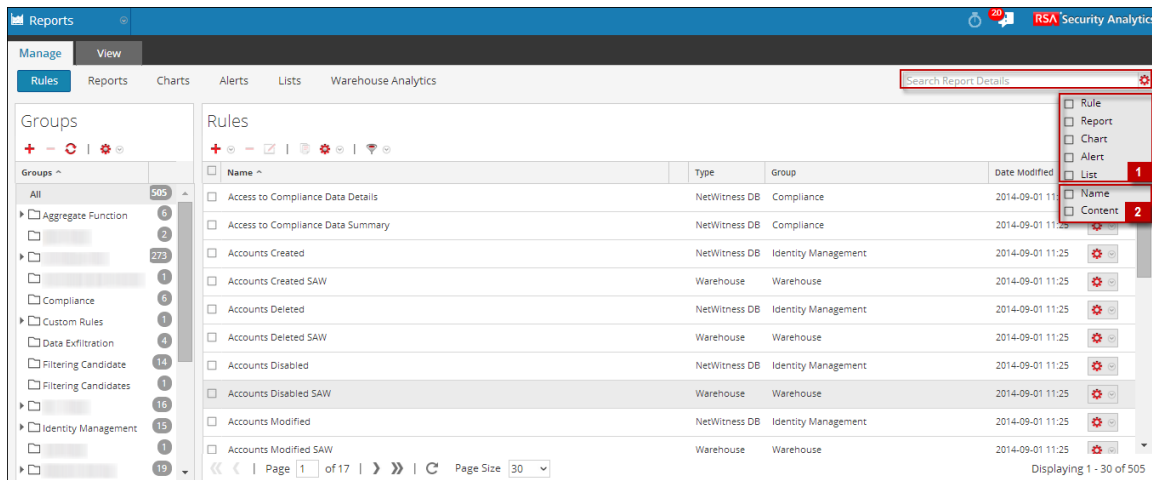 Reports
20
RSA Security Analytics
Manage View
Rules Reports Charts Alerts Lists Warehouse Analytics
Search Report Details
Rule
Report
Chart
Alert
List 1
Name
Content 2
Groups
Groups
All 505
Aggregate Function 6
2
273
1
Compliance 6
Custom Rules 1
Data Exfiltration 4
Filtering Candidate 14
Filtering Candidates 1
16
Identity Management 15
1
19
Rules
Name Type Group Date Modified
Access to Compliance Data Details NetWitness DB Compliance 2014-09-01 11:
Access to Compliance Data Summary NetWitness DB Compliance 2014-09-01 11:25
Accounts Created NetWitness DB Identity Management 2014-09-01 11:25
Accounts Created SAW Warehouse Warehouse 2014-09-01 11:25
Accounts Deleted NetWitness DB Identity Management 2014-09-01 11:25
Accounts Deleted SAW Warehouse Warehouse 2014-09-01 11:25
Accounts Disabled NetWitness DB Identity Management 2014-09-01 11:25
Accounts Disabled SAW Warehouse Warehouse 2014-09-01 11:25
Accounts Modified NetWitness DB Identity Management 2014-09-01 11:25
Accounts Modified SAW Warehouse Warehouse 2014-09-01 11:25
Page 1 of 17 Page Size 30 Displaying 1 - 30 of 505